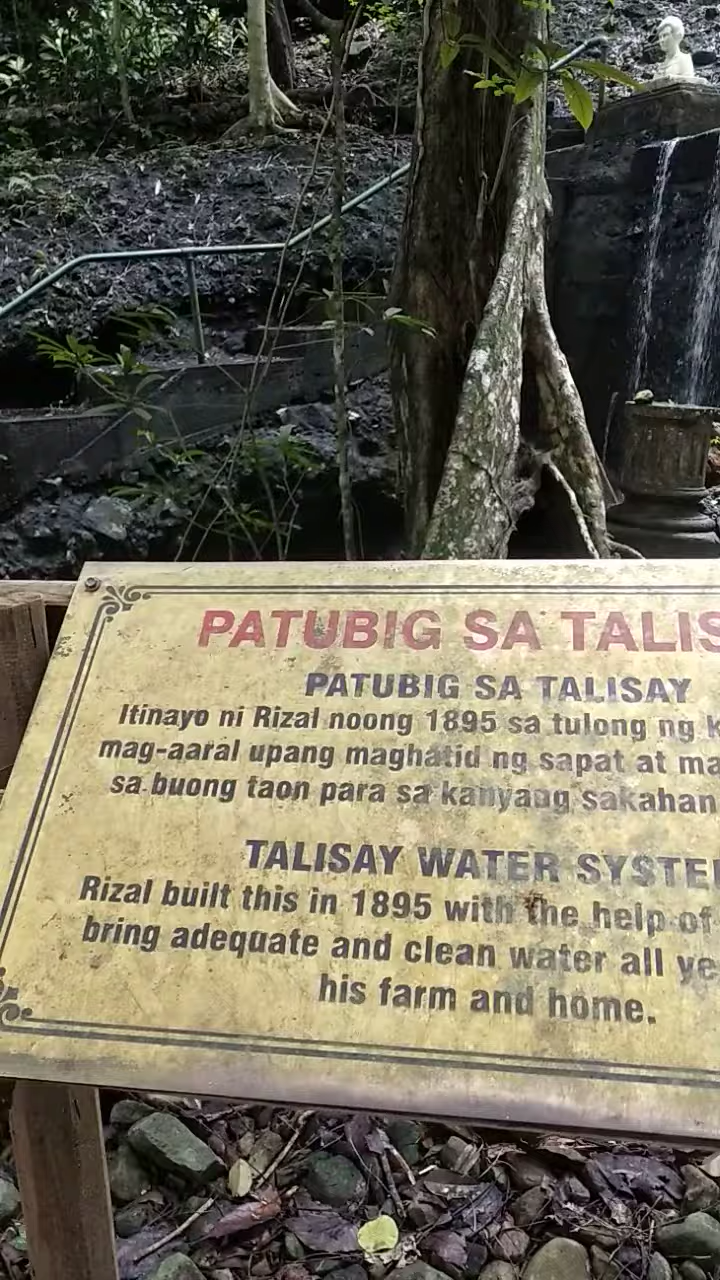 PATUBIG SA TALIS
PATUBIG SA TALISAY
Itinayo ni Rizal noong 1895 sa tulong ng k
mag-aaral upang maghatid ng sapat at ma
sa buong taon para sa kanyang sakahan
TALISAY WATER SYSTE
Rizal built this in 1895 with the help of
bring adequate and clean water all ye
his farm and home.